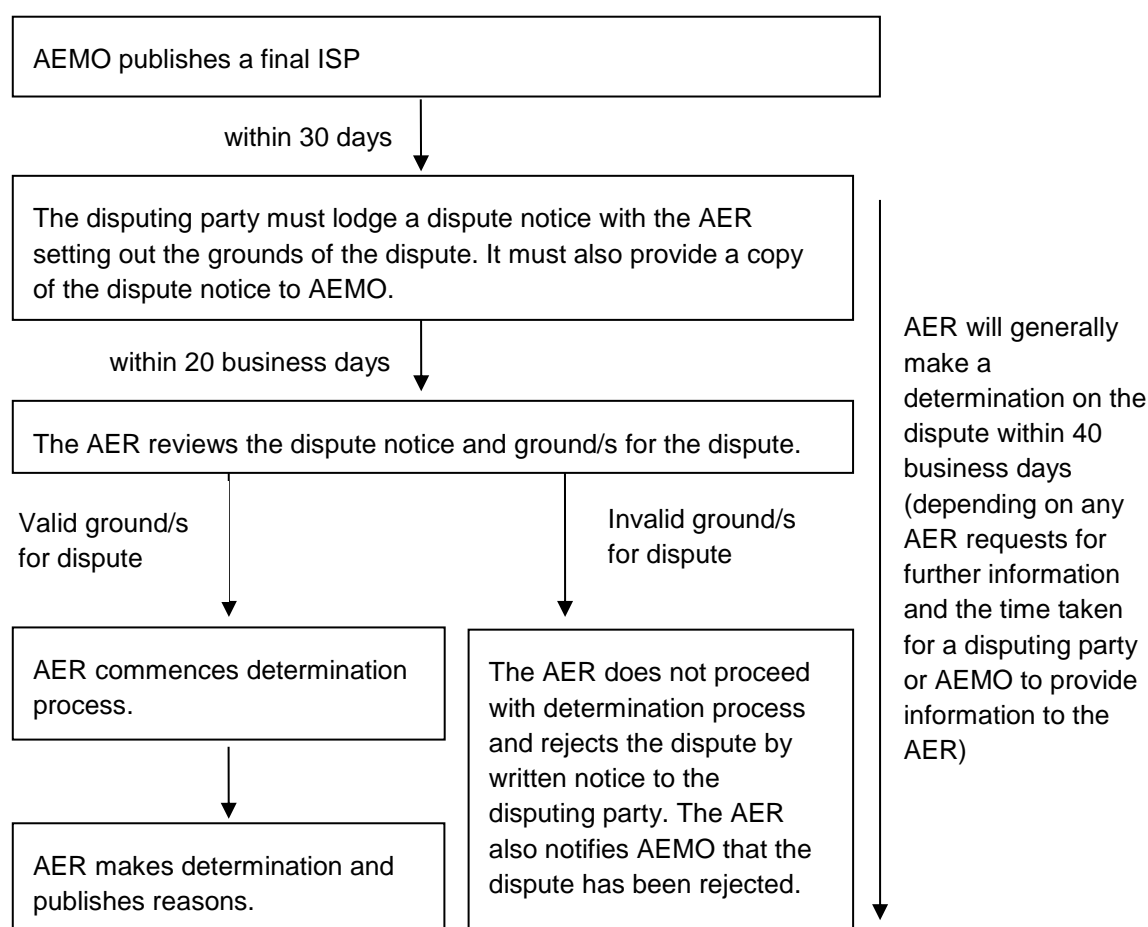 AEMO publishes a final ISP
within 30 days
The disputing party must lodge a dispute notice with the AER
setting out the grounds of the dispute. It must also provide a copy
of the dispute notice to AEMO.
within 20 business days
The AER reviews the dispute notice and ground/s for the dispute.
Valid ground/s
for dispute
Invalid ground/s
for dispute
AER commences determination
process.
AER makes determination and
publishes reasons.
The AER does not proceed
with determination process
and rejects the dispute by
written notice to the
disputing party. The AER
also notifies AEMO that the
dispute has been rejected.
AER will generally
make a
determination on the
dispute within 40
business days
(depending on any
AER requests for
further information
and the time taken
for a disputing party
or AEMO to provide
information to the
AER)